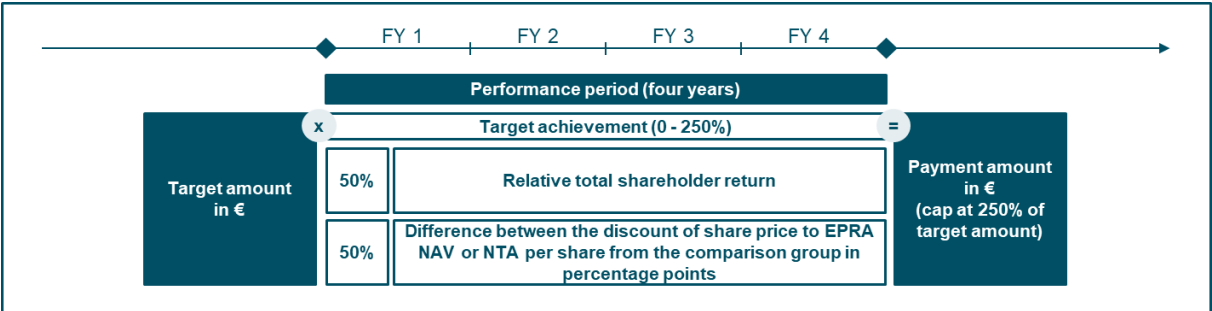 FY 1 FY 2 FY 3 FY 4
Performance period (four years)
x Target achievement (0 - 250%) =
Target amount
in €
50% Relative total shareholder return
50% Difference between the discount of share price to EPRA
NAV or NTA per share from the comparison group in
percentage points
Payment amount
in €
(cap at 250% of
target amount)